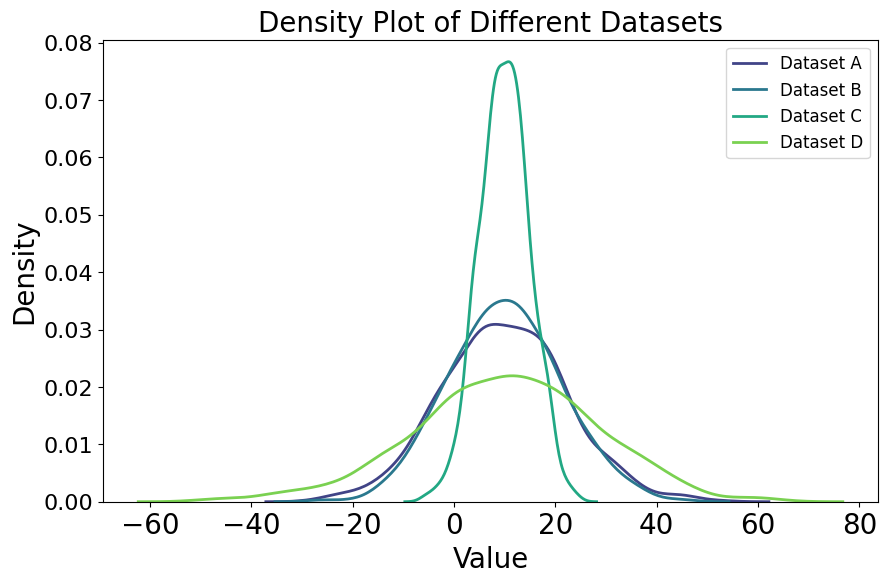 Density Plot of Different Datasets
0.08
0.07
0.06
0.05
0.04
0.03
0.02
0.01
0.00
Density
Dataset A
Dataset B
Dataset C
Dataset D
−60 −40 −20 0 20 40 60 80
Value